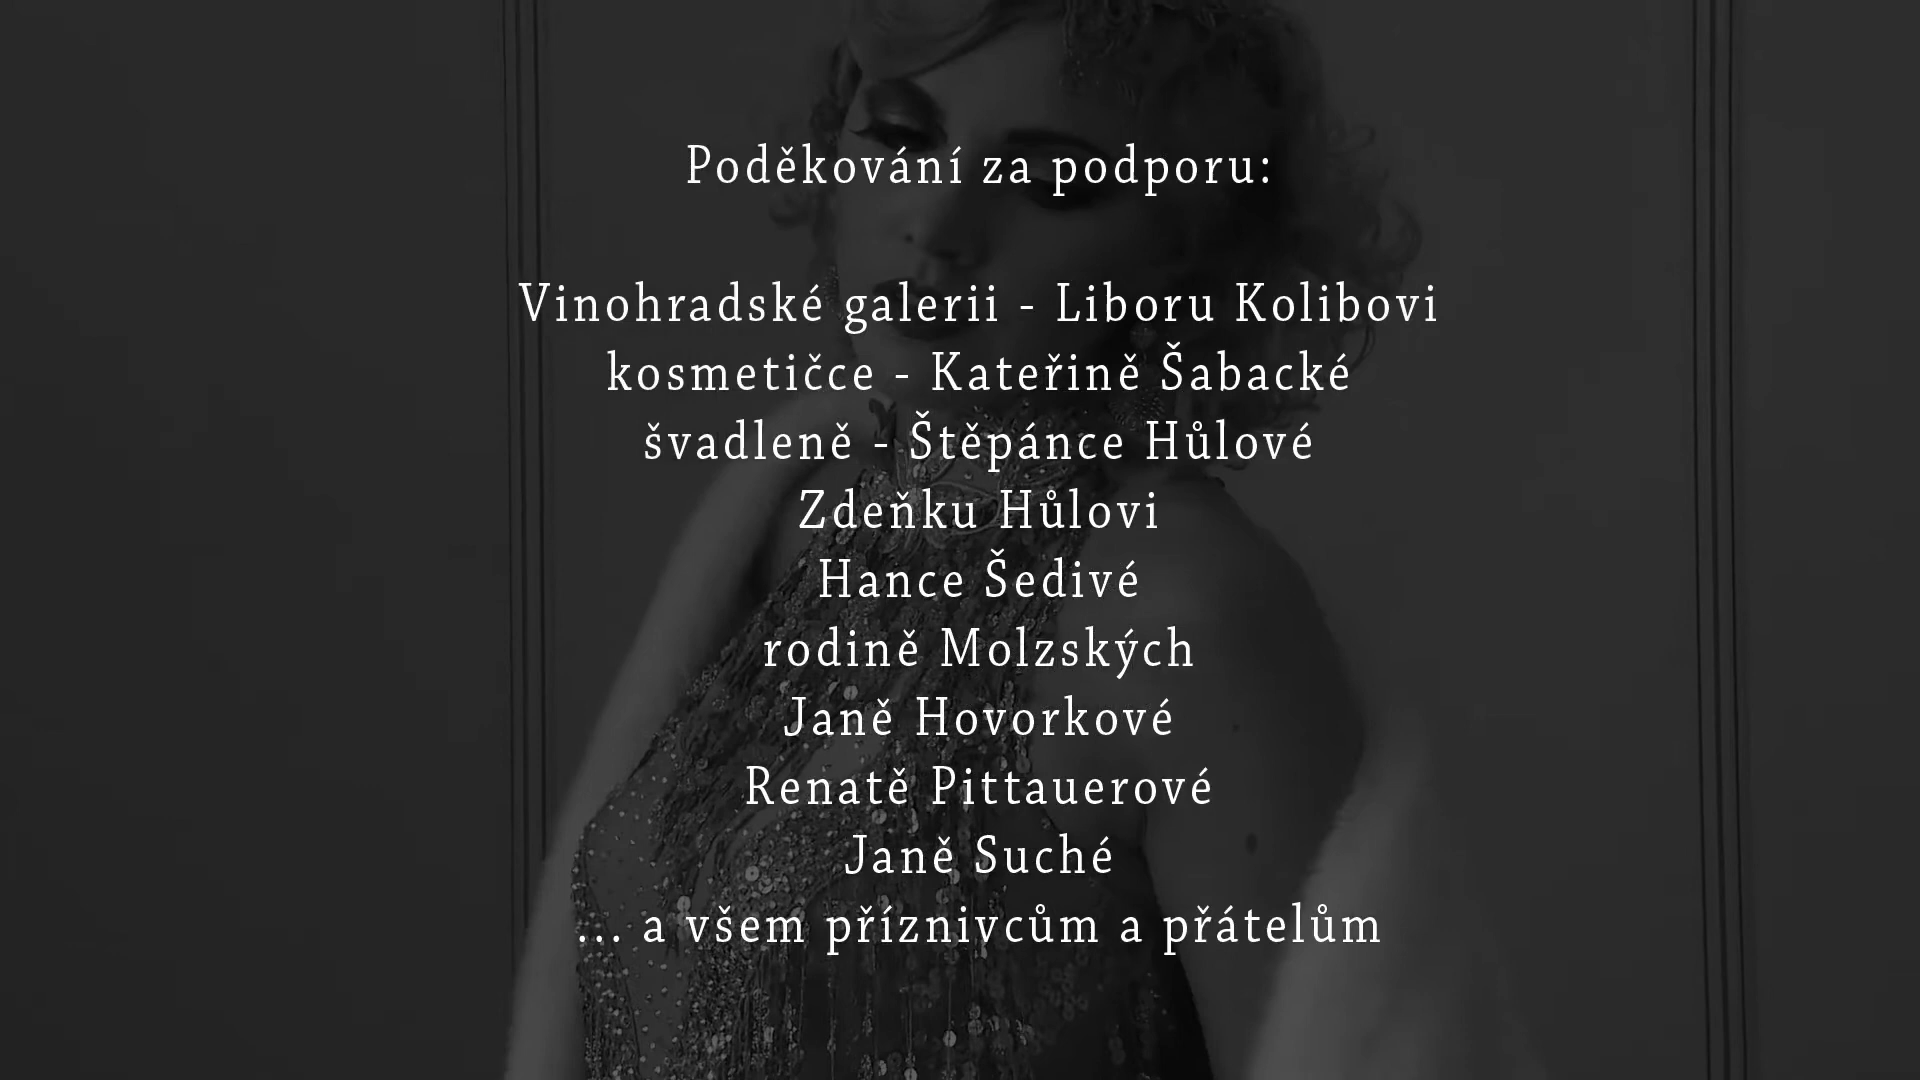 Poděkování za podporu:
Vinohradské galerii - Liboru Kolibovi
kosmetičce - Kateřině Šabacké
švadleně - Štěpánce Hůlové
Zdeňku Hůlovi
Hance Šedivé
rodině Molzských
Janě Hovorkové
Renatě Pittauerové
Janě Suché
... a všem příznivcům a přátelům